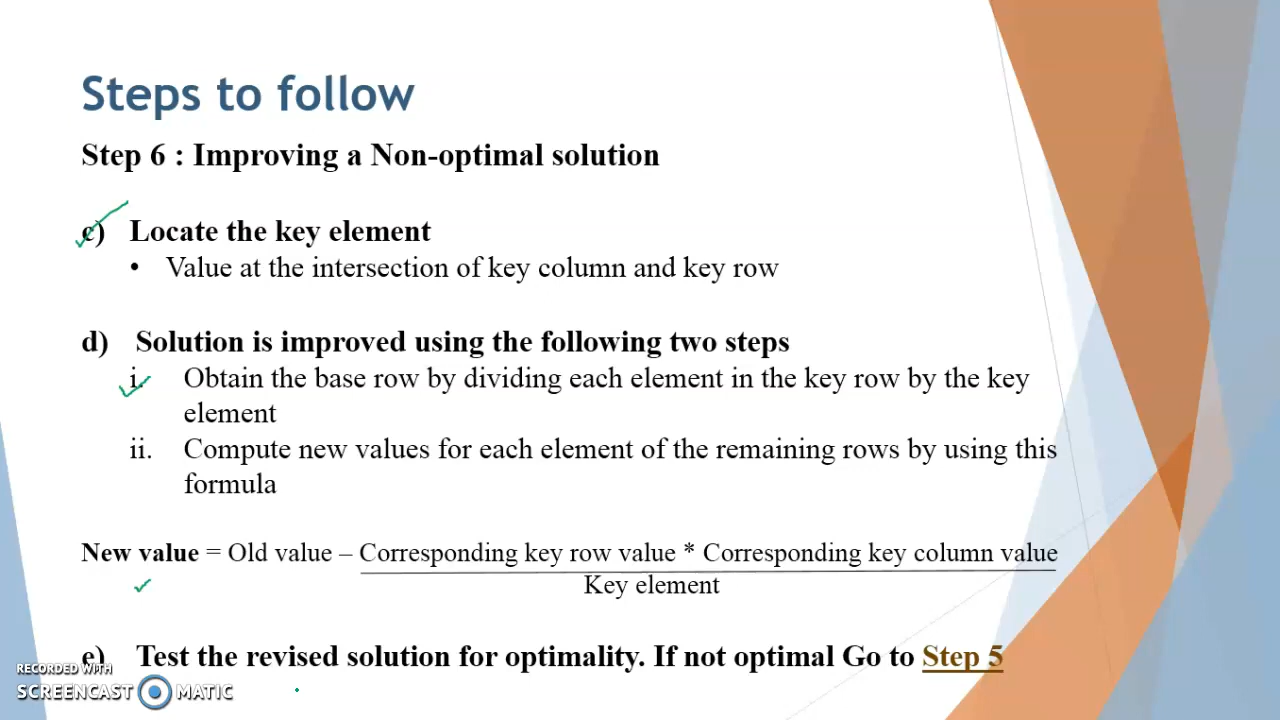 Steps to follow
Step 6 : Improving a Non-optimal solution
c) Locate the key element
• Value at the intersection of key column and key row
d) Solution is improved using the following two steps
i. Obtain the base row by dividing each element in the key row by the key
element
ii. Compute new values for each element of the remaining rows by using this
formula
New value = Old value – Corresponding key row value * Corresponding key column value
Key element
e) Test the revised solution for optimality. If not optimal Go to Step 5
RECORDED WITH
SCREENCAST MATIC